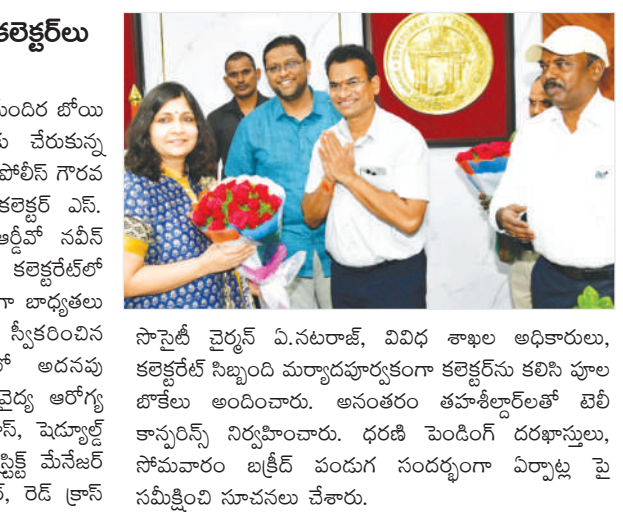 కలెక్టర్‌లు
బోయి
చేరుకున్న
పోలీస్ గౌరవ
కలెక్టర్ ఎస్.
ఆర్డీవో నవీన్
కలెక్టరేట్‌లో
గా బాధ్యతలు
స్వీకరించిన
అదనపు
వైద్య ఆరోగ్య
షెడ్యూల్డ్
మేనేజర్
రెడ్ క్రాస్
సొసైటీ చైర్మన్ ఏ.నటరాజ్, వివిధ శాఖల అధికారులు,
కలెక్టరేట్ సిబ్బంది మర్యాదపూర్వకంగా కలెక్టర్‌ను కలిసి పూల
బొకేలు అందించారు. అనంతరం తహశీల్దార్‌లతో టెలీ
కాన్ఫరిన్స్ నిర్వహించారు. ధరణి పెండింగ్ దరఖాస్తులు,
సోమవారం బక్రీద్ పండుగ సందర్భంగా ఏర్పాట్ల పై
సమీక్షించి సూచనలు చేశారు.